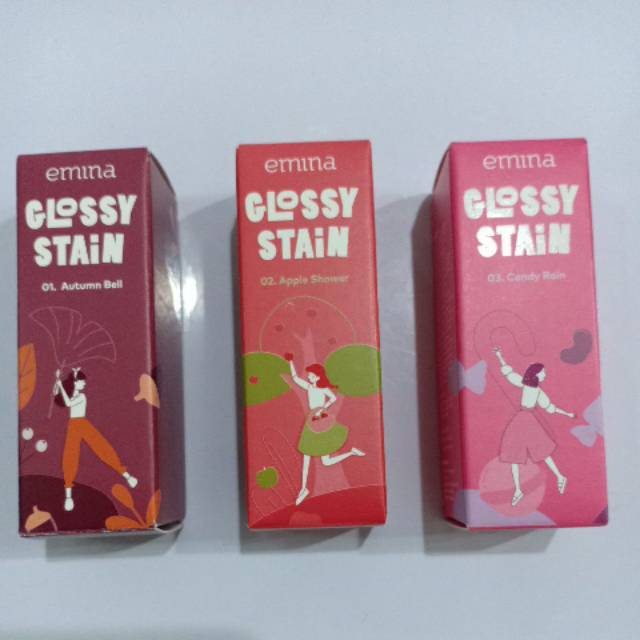 emina
GLOSSY
STAiN
01. Autumn Bell
emina
GLOSSY
STAiN
02. Apple Shower
emina
GLOSSY
STAiN
03. Candy Rain